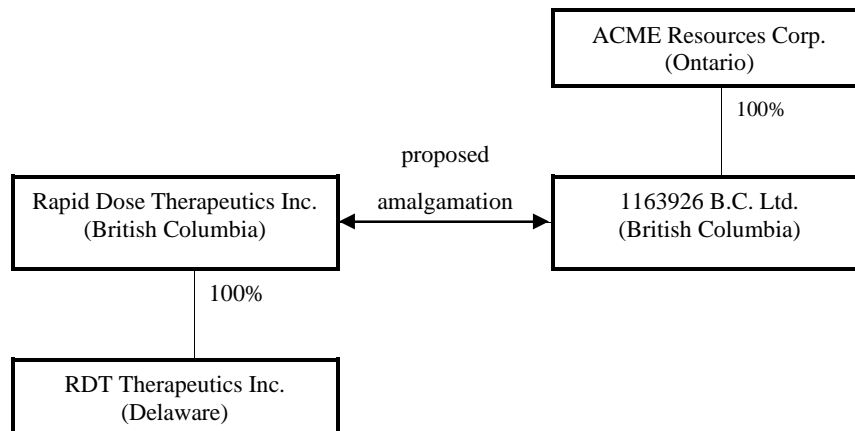 ACME Resources Corp.
(Ontario)
100%
proposed
amalgamation
Rapid Dose Therapeutics Inc.
(British Columbia)
1163926 B.C. Ltd.
(British Columbia)
100%
RDT Therapeutics Inc.
(Delaware)